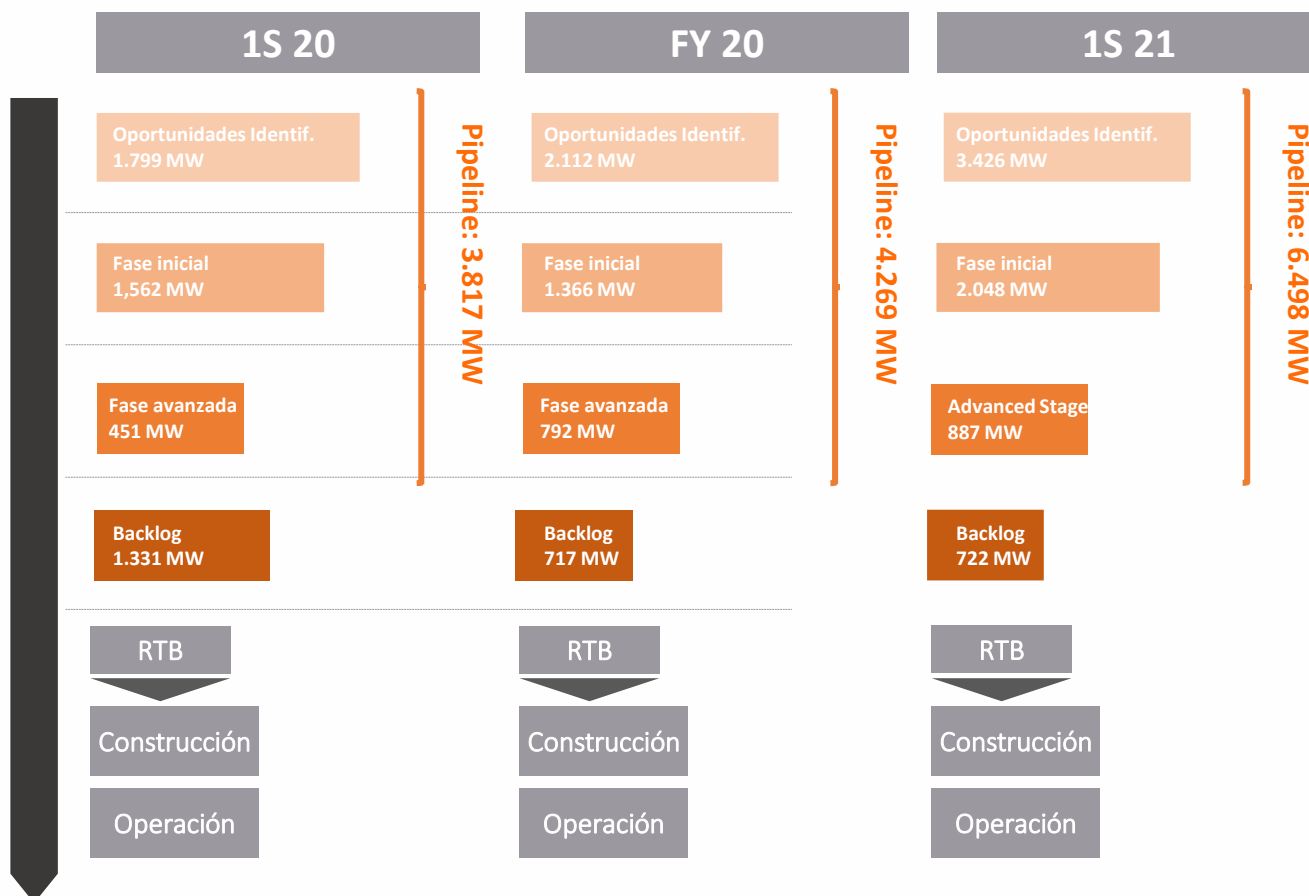 1S 20
FY 20
1S 21
Oportunidades Identif.
1.799 MW
Oportunidades Identif.
2.112 MW
Oportunidades Identif.
3.426 MW
Pipeline: 3.817 MW
Pipeline: 4.269 MW
Pipeline: 6.498 MW
Fase inicial
1,562 MW
Fase inicial
1.366 MW
Fase inicial
2.048 MW
Fase avanzada
451 MW
Fase avanzada
792 MW
Advanced Stage
887 MW
Backlog
1.331 MW
Backlog
717 MW
Backlog
722 MW
RTB
RTB
RTB
Construcción
Construcción
Construcción
Operación
Operación
Operación